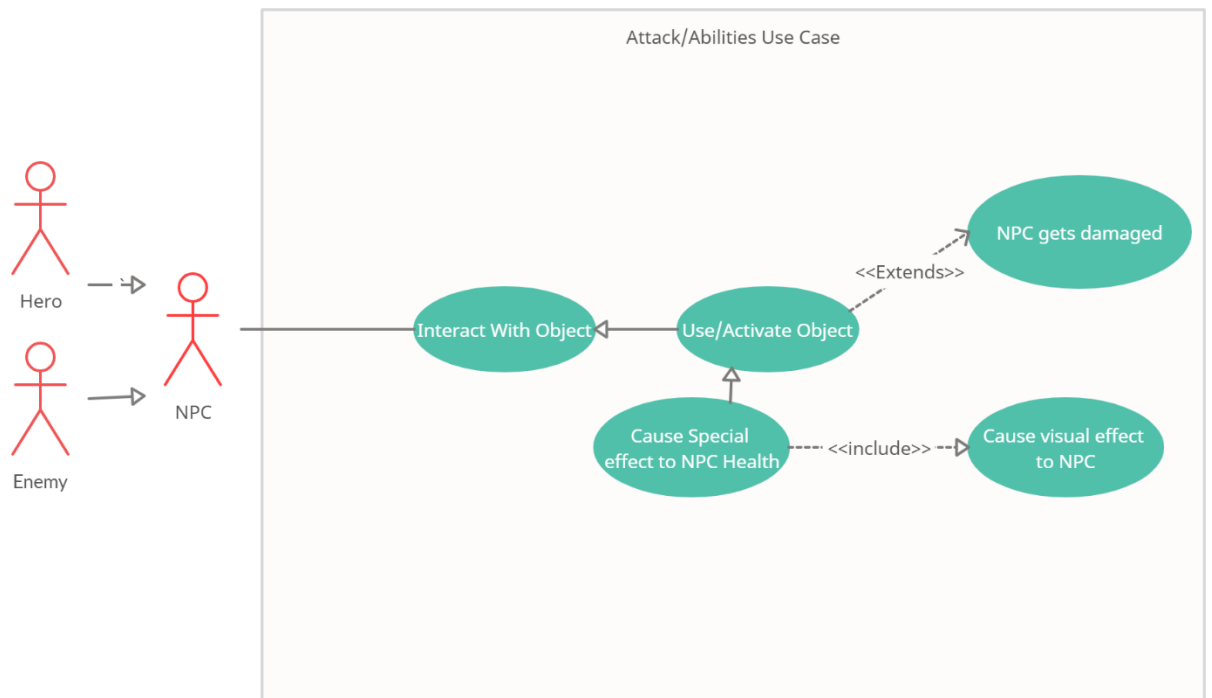 Attack/Abilities Use Case
Hero
Enemy
NPC
Interact With Object
Use/Activate Object
<<Extends>>
NPC gets damaged
Cause Special
effect to NPC Health
<<include>>
Cause visual effect
to NPC